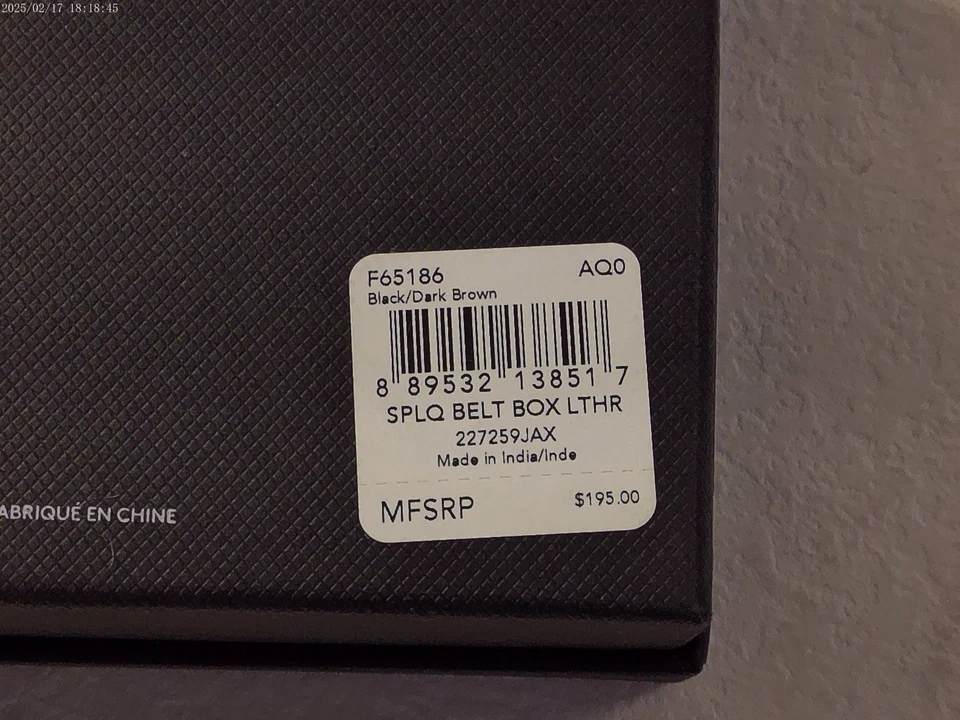 2025/02/17 18:18:45
F65186 AQ0
Black/Dark Brown
8 89532 13851 7
SPLQ BELT BOX LTHR
227259JAX
Made in India/Inde
MFSRP $195.00
ABRIQUÉ EN CHINE